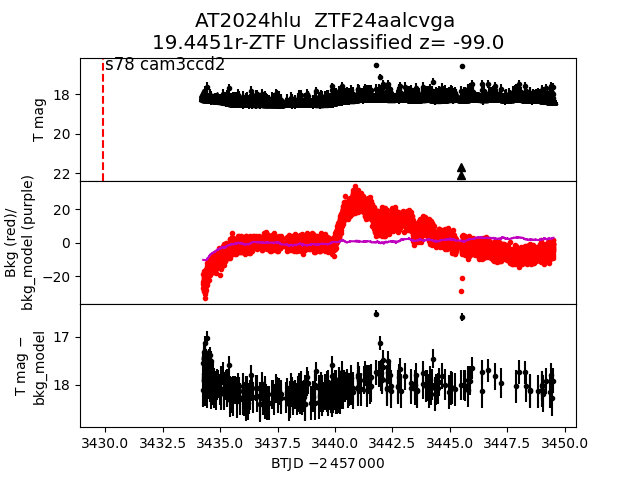 AT2024hlu  ZTF24aalcvga
19.4451r-ZTF Unclassified z= -99.0
s78 cam3ccd2
T mag
18
20
22
Bkg (red)/
bkg_model (purple)
20
0
−20
T mag −
bkg_model
17
18
3430.0 3432.5 3435.0 3437.5 3440.0 3442.5 3445.0 3447.5 3450.0
BTJD −2 457 000